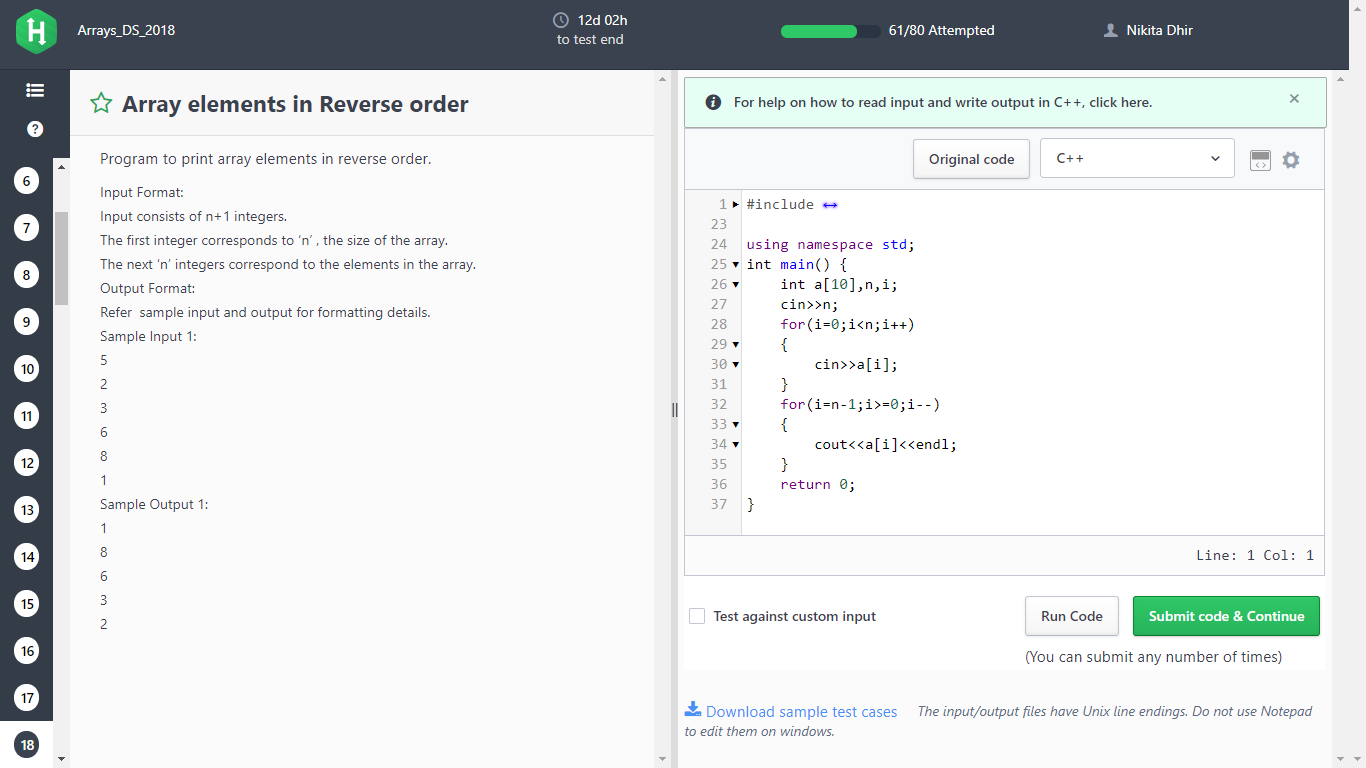 Arrays_DS_2018
12d 02h
to test end
61/80 Attempted
Nikita Dhir
?
6
7
8
9
10
11
12
13
14
15
16
17
18
Array elements in Reverse order
Program to print array elements in reverse order.
Input Format:
Input consists of n+1 integers.
The first integer corresponds to ‘n’ , the size of the array.
The next ‘n’ integers correspond to the elements in the array.
Output Format:
Refer  sample input and output for formatting details.
Sample Input 1:
5
2
3
6
8
1
Sample Output 1:
1
8
6
3
2
For help on how to read input and write output in C++, click here.
Original code
C++
1 #include
23
24 using namespace std;
25 int main() {
26     int a[10],n,i;
27     cin>>n;
28     for(i=0;i<n;i++)
29     {
30         cin>>a[i];
31     }
32     for(i=n-1;i>=0;i--)
33     {
34         cout<<a[i]<<endl;
35     }
36     return 0;
37 }
Line: 1 Col: 1
Test against custom input
Run Code
Submit code & Continue
(You can submit any number of times)
Download sample test cases The input/output files have Unix line endings. Do not use Notepad
to edit them on windows.